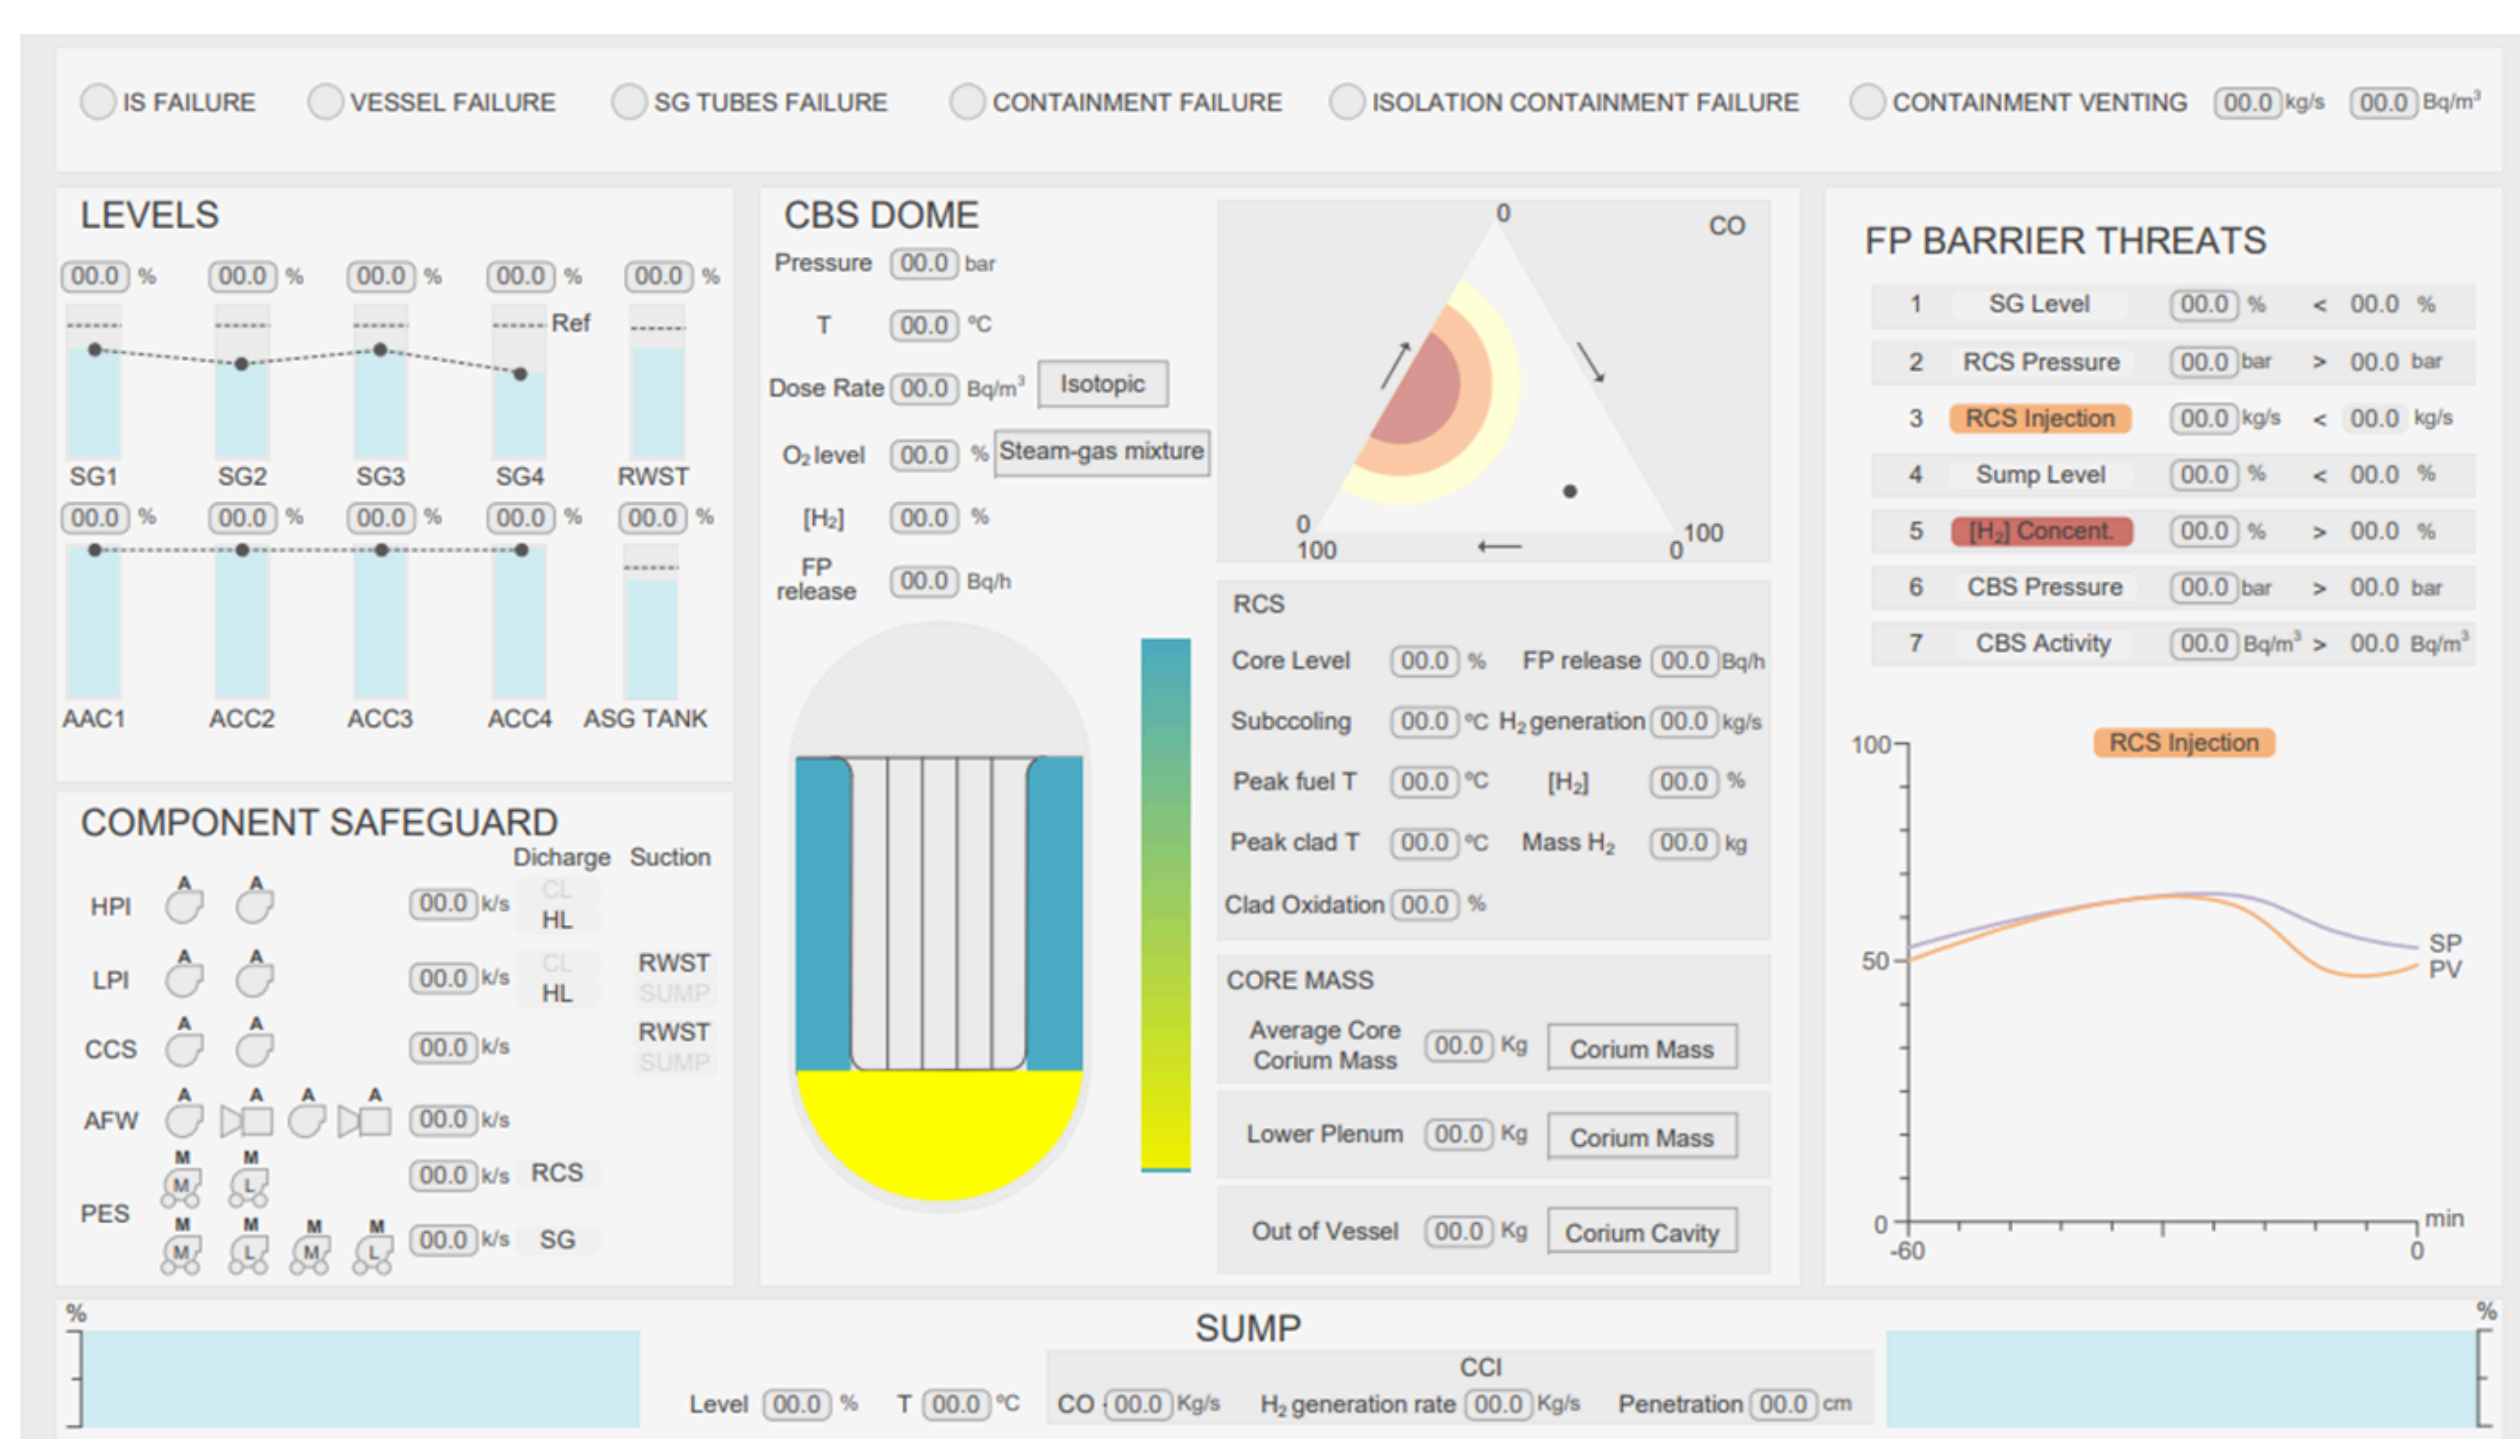 IS FAILURE VESSEL FAILURE SG TUBES FAILURE CONTAINMENT FAILURE ISOLATION CONTAINMENT FAILURE CONTAINMENT VENTING 00.0 kg/s 00.0 Bq/m³
LEVELS
00.0 % 00.0 % 00.0 % 00.0 % 00.0 %
Ref
SG1 SG2 SG3 SG4 RWST
00.0 % 00.0 % 00.0 % 00.0 % 00.0 %
AAC1 ACC2 ACC3 ACC4 ASG TANK
COMPONENT SAFEGUARD
Dicharge Suction
A A
HPI 00.0 k/s CL
HL
A A
LPI 00.0 k/s CL RWST
HL SUMP
A A
CCS 00.0 k/s RWST
SUMP
A A A A
AFW 00.0 k/s
M M
M L 00.0 k/s RCS
PES
M M M M
M L M L 00.0 k/s SG
CBS DOME
Pressure 00.0 bar
T 00.0 ºC
Dose Rate 00.0 Bq/m³ Isotopic
O₂ level 00.0 % Steam-gas mixture
[H₂] 00.0 %
FP
release 00.0 Bq/h
0
CO
0
100
100
0
RCS
Core Level 00.0 % FP release 00.0 Bq/h
Subccoling 00.0 ºC H₂ generation 00.0 kg/s
Peak fuel T 00.0 ºC [H₂] 00.0 %
Peak clad T 00.0 ºC Mass H₂ 00.0 kg
Clad Oxidation 00.0 %
CORE MASS
Average Core
Corium Mass 00.0 Kg Corium Mass
Lower Plenum 00.0 Kg Corium Mass
Out of Vessel 00.0 Kg Corium Cavity
FP BARRIER THREATS
1 SG Level 00.0 % < 00.0 %
2 RCS Pressure 00.0 bar > 00.0 bar
3 RCS Injection 00.0 kg/s < 00.0 kg/s
4 Sump Level 00.0 % < 00.0 %
5 [H₂] Concent. 00.0 % > 00.0 %
6 CBS Pressure 00.0 bar > 00.0 bar
7 CBS Activity 00.0 Bq/m³ > 00.0 Bq/m³
RCS Injection
100
50
0
SP
PV
min
-60 0
% %
SUMP
CCI
Level 00.0 % T 00.0 ºC CO 00.0 Kg/s H₂ generation rate 00.0 Kg/s Penetration 00.0 cm